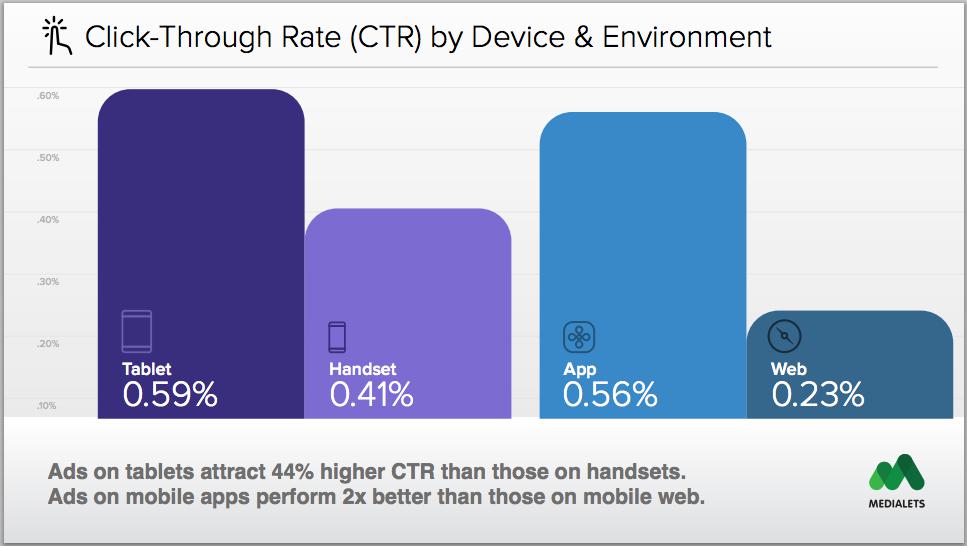 Click-Through Rate (CTR) by Device & Environment
.60%
.50%
.40%
.30%
.20%
.10%
Tablet
0.59%
Handset
0.41%
App
0.56%
Web
0.23%
Ads on tablets attract 44% higher CTR than those on handsets.
Ads on mobile apps perform 2x better than those on mobile web.
MEDIALETS